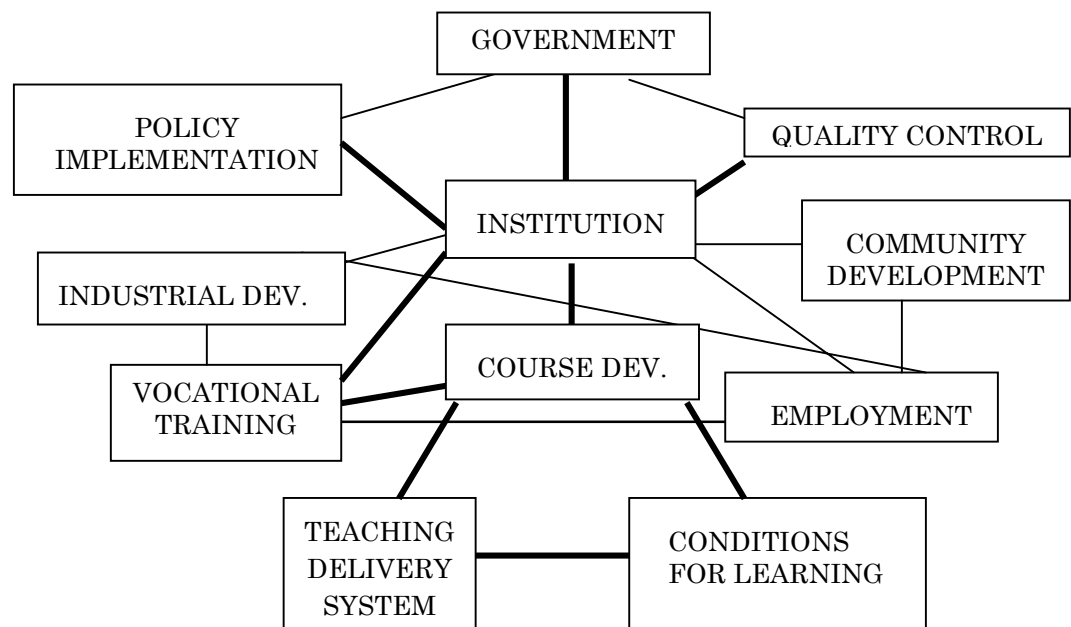 GOVERNMENT
POLICY
IMPLEMENTATION
QUALITY CONTROL
INSTITUTION
COMMUNITY
DEVELOPMENT
INDUSTRIAL DEV.
COURSE DEV.
VOCATIONAL
TRAINING
EMPLOYMENT
TEACHING
DELIVERY
SYSTEM
CONDITIONS
FOR LEARNING